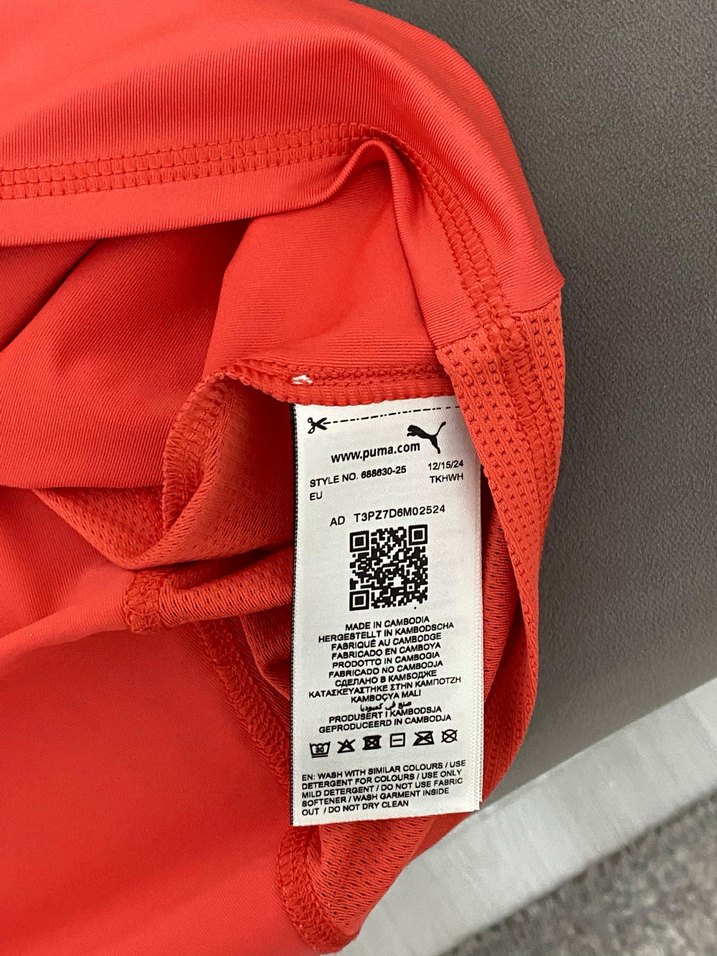 www.puma.com
STYLE NO. 688630-25 12/15/24
EU TKHWH
AD T3PZ7D6M02524
MADE IN CAMBODIA
HERGESTELLT IN KAMBODSCHA
FABRIQUÉ AU CAMBODGE
FABRICADO EN CAMBOYA
PRODOTTO IN CAMBOGIA
FABRICADO NO CAMBODJA
СДЕЛАНО В КАМБОДЖЕ
ΚΑΤΑΣΚΕΥΑΣΤΗΚΕ ΣΤΗΝ ΚΑΜΠΟΤΖΗ
KAMBOÇYA MALI
صنع في كمبوديا
PRODUSERT I KAMBODSJA
GEPRODUCEERD IN CAMBODJA
EN: WASH WITH SIMILAR COLOURS / USE
DETERGENT FOR COLOURS / USE ONLY
MILD DETERGENT / DO NOT USE FABRIC
SOFTENER / WASH GARMENT INSIDE
OUT / DO NOT DRY CLEAN